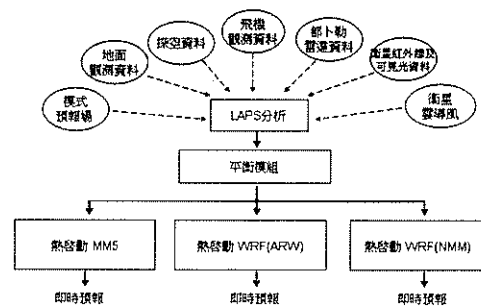 飛機
觀測資料
探空資料
都卜勒
雷達資料
地面
觀測資料
衛星紅外線及
可見光資料
模式
預報場
LAPS分析
衛星
雲導風
平衡模組
熱啓動 MM5
熱啓動 WRF(ARW)
熱啓動 WRF(NMM)
即時預報
即時預報
即時預報